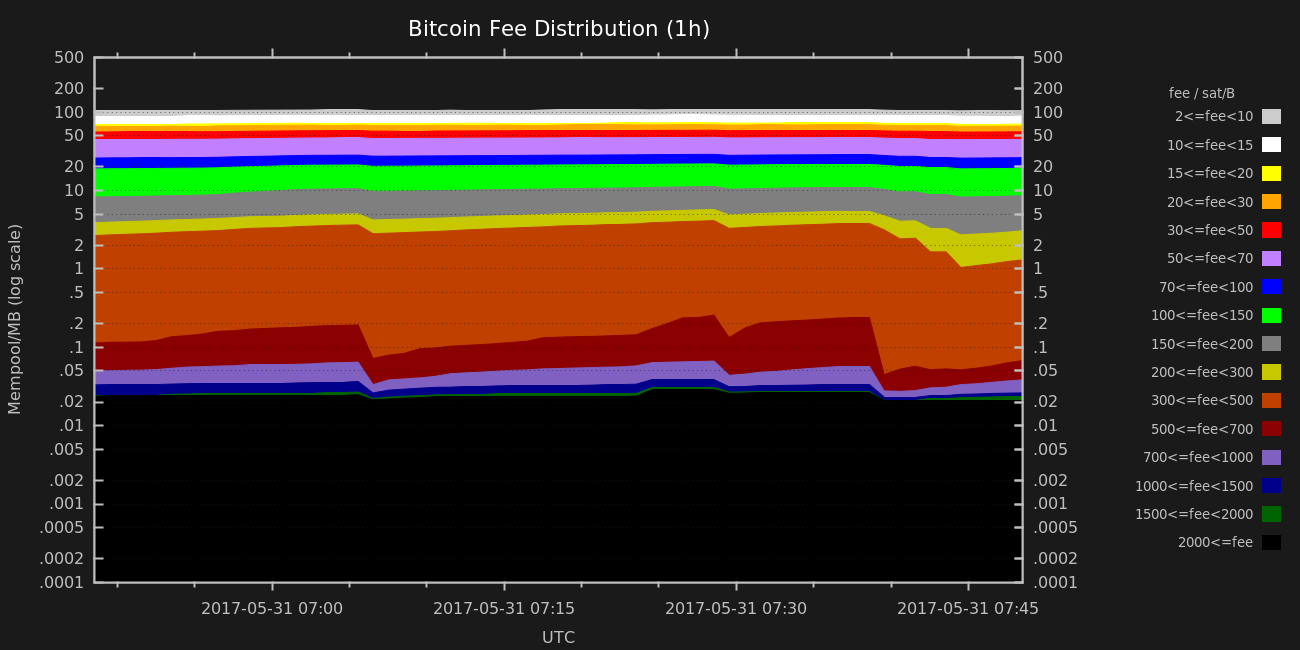 Bitcoin Fee Distribution (1h)
500
200
100
50
20
10
5
2
1
.5
.2
.1
.05
.02
.01
.005
.002
.001
.0005
.0002
.0001
Mempool/MB (log scale)
500
200
100
50
20
10
5
2
1
.5
.2
.1
.05
.02
.01
.005
.002
.001
.0005
.0002
.0001
2017-05-31 07:00 2017-05-31 07:15 2017-05-31 07:30 2017-05-31 07:45
UTC
fee / sat/B
2<=fee<10
10<=fee<15
15<=fee<20
20<=fee<30
30<=fee<50
50<=fee<70
70<=fee<100
100<=fee<150
150<=fee<200
200<=fee<300
300<=fee<500
500<=fee<700
700<=fee<1000
1000<=fee<1500
1500<=fee<2000
2000<=fee